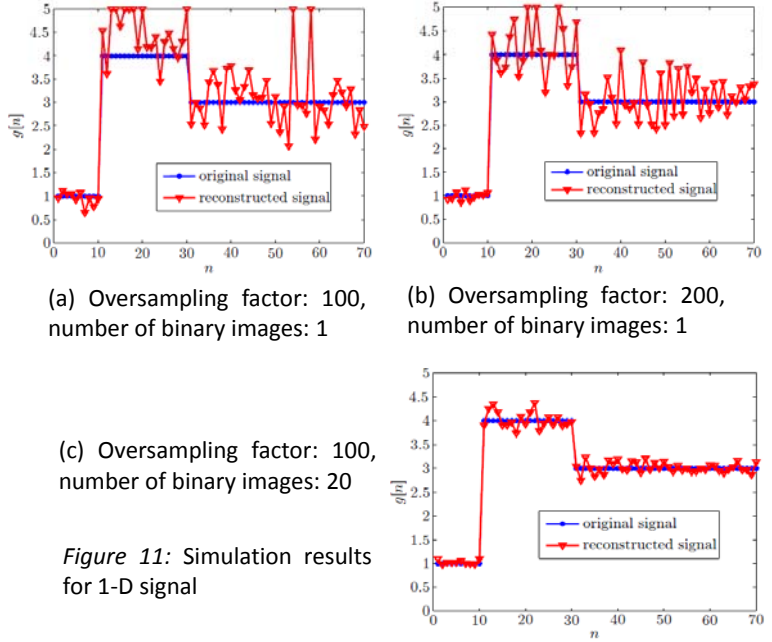 5
4.5
4
3.5
3
2.5
2
1.5
1
0.5
0
g[n]
0 10 20 30 40 50 60 70
n
original signal
reconstructed signal
(a) Oversampling factor: 100,
number of binary images: 1
5
4.5
4
3.5
3
2.5
2
1.5
1
0.5
0
g[n]
0 10 20 30 40 50 60 70
n
original signal
reconstructed signal
(b) Oversampling factor: 200,
number of binary images: 1
(c) Oversampling factor: 100,
number of binary images: 20
Figure 11: Simulation results
for 1-D signal
5
4.5
4
3.5
3
2.5
2
1.5
1
0.5
0
g[n]
0 10 20 30 40 50 60 70
n
original signal
reconstructed signal